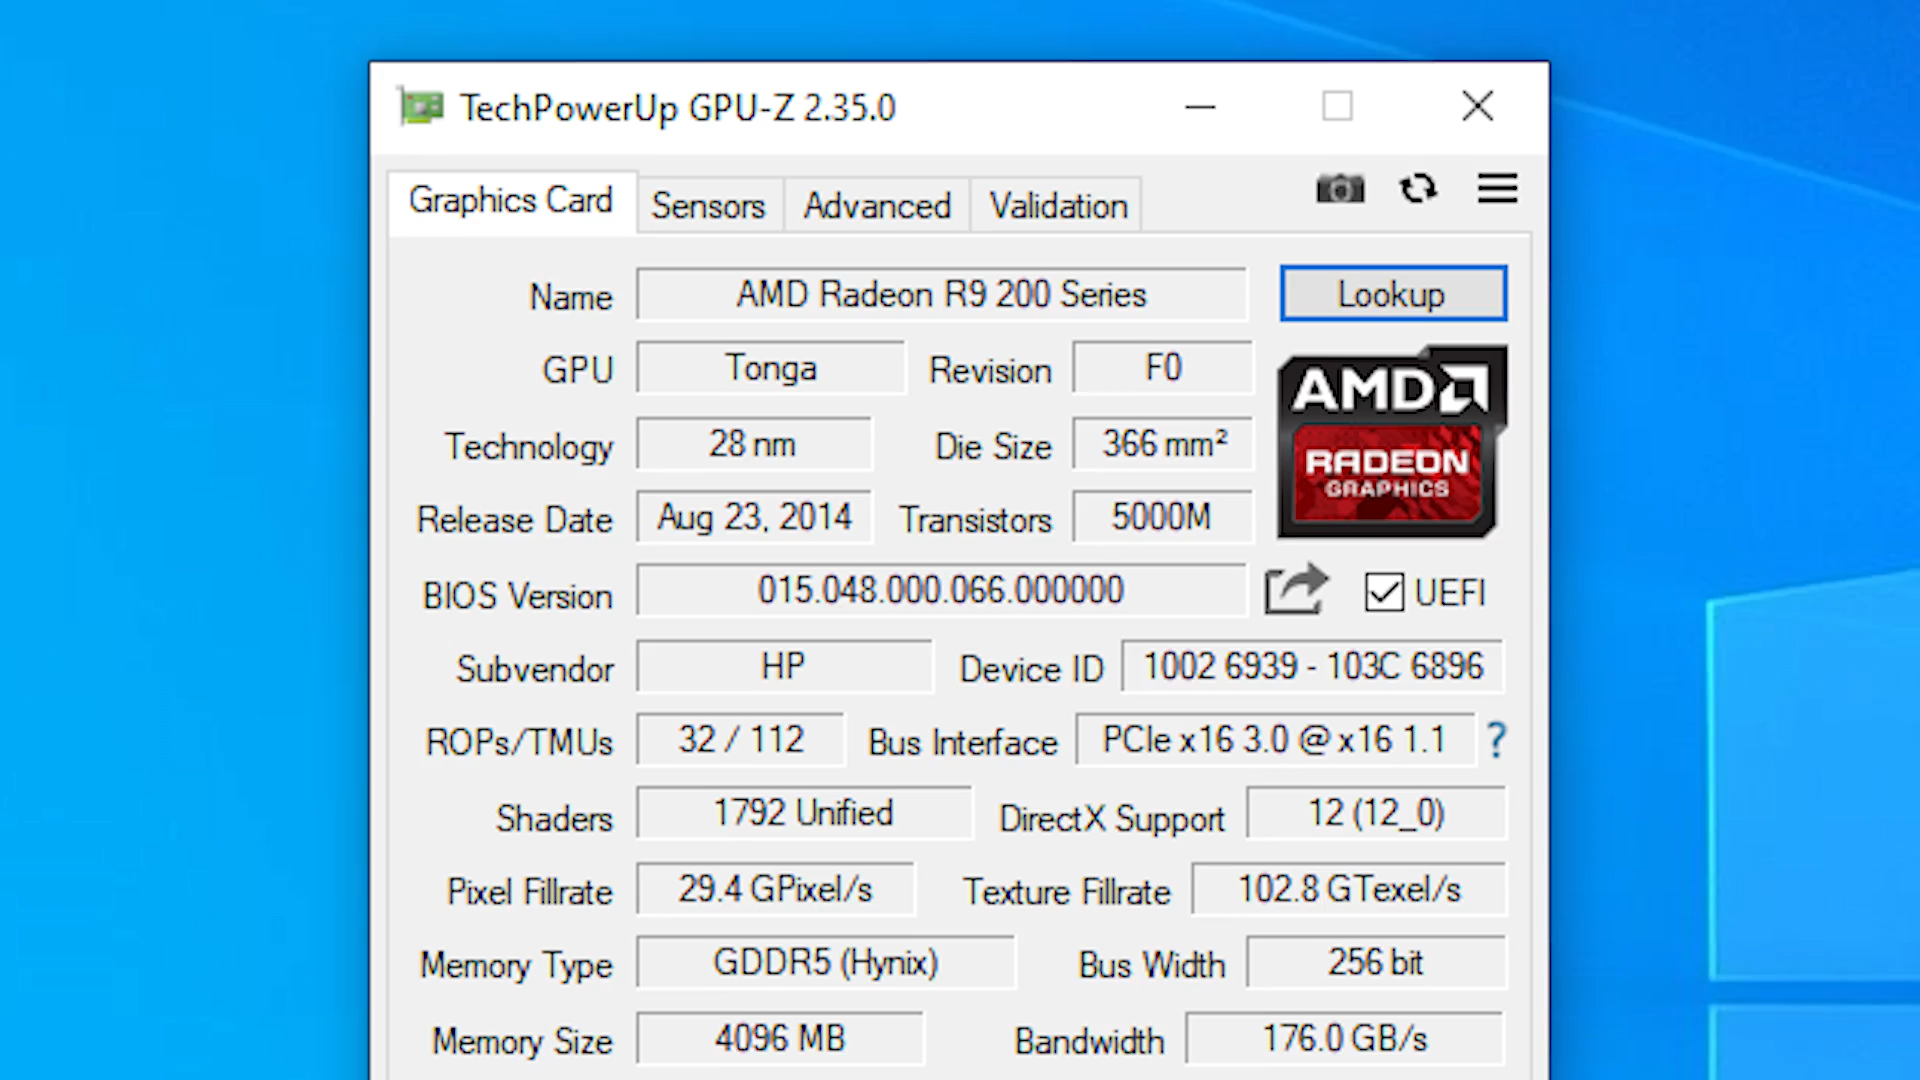 TechPowerUp GPU-Z 2.35.0
Graphics Card Sensors Advanced Validation
Name AMD Radeon R9 200 Series Lookup
GPU Tonga Revision F0
AMD
RADEON
GRAPHICS
Technology 28 nm Die Size 366 mm²
Release Date Aug 23, 2014 Transistors 5000M
BIOS Version 015.048.000.066.000000 UEFI
Subvendor HP Device ID 1002 6939 - 103C 6896
ROPs/TMUs 32 / 112 Bus Interface PCIe x16 3.0 @ x16 1.1 ?
Shaders 1792 Unified DirectX Support 12 (12_0)
Pixel Fillrate 29.4 GPixel/s Texture Fillrate 102.8 GTexel/s
Memory Type GDDR5 (Hynix) Bus Width 256 bit
Memory Size 4096 MB Bandwidth 176.0 GB/s